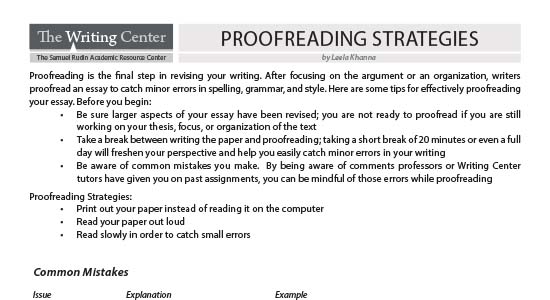 The Writing Center
The Samuel Rudin Academic Resource Center
PROOFREADING STRATEGIES
by Leela Khanna
Proofreading is the final step in revising your writing. After focusing on the argument or an organization, writers
proofread an essay to catch minor errors in spelling, grammar, and style. Here are some tips for effectively proofreading
your essay. Before you begin:
• Be sure larger aspects of your essay have been revised; you are not ready to proofread if you are still
working on your thesis, focus, or organization of the text
• Take a break between writing the paper and proofreading; taking a short break of 20 minutes or even a full
day will freshen your perspective and help you easily catch minor errors in your writing
• Be aware of common mistakes you make. By being aware of comments professors or Writing Center
tutors have given you on past assignments, you can be mindful of those errors while proofreading
Proofreading Strategies:
• Print out your paper instead of reading it on the computer
• Read your paper out loud
• Read slowly in order to catch small errors
Common Mistakes
Issue Explanation Example